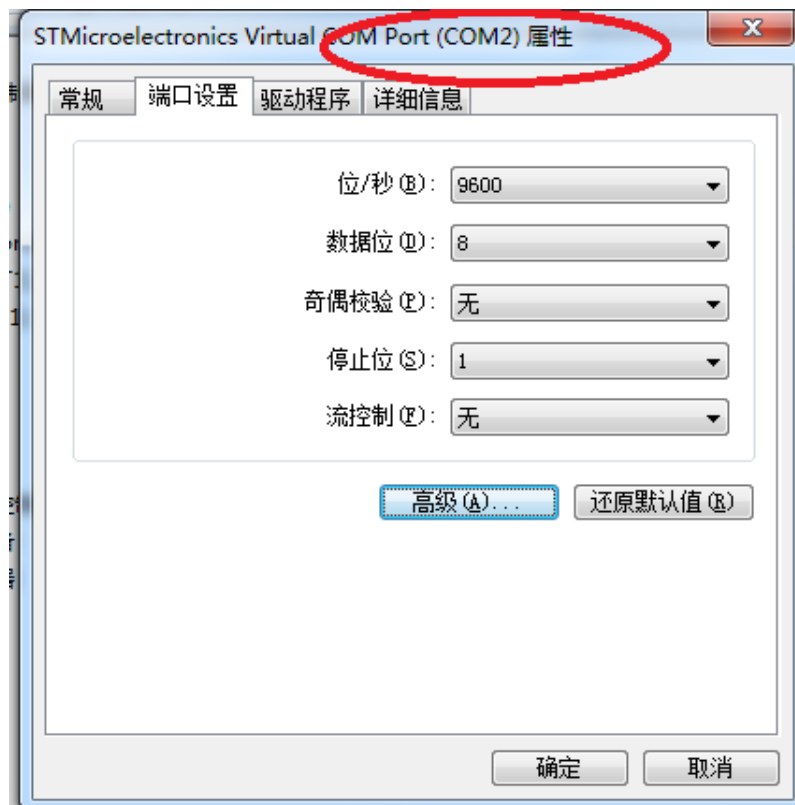 STMicroelectronics Virtual COM Port (COM2) 属性
常规 端口设置 驱动程序 详细信息
位/秒(B): 9600
数据位(D): 8
奇偶校验(P): 无
停止位(S): 1
流控制(F): 无
高级(A)... 还原默认值(R)
确定 取消